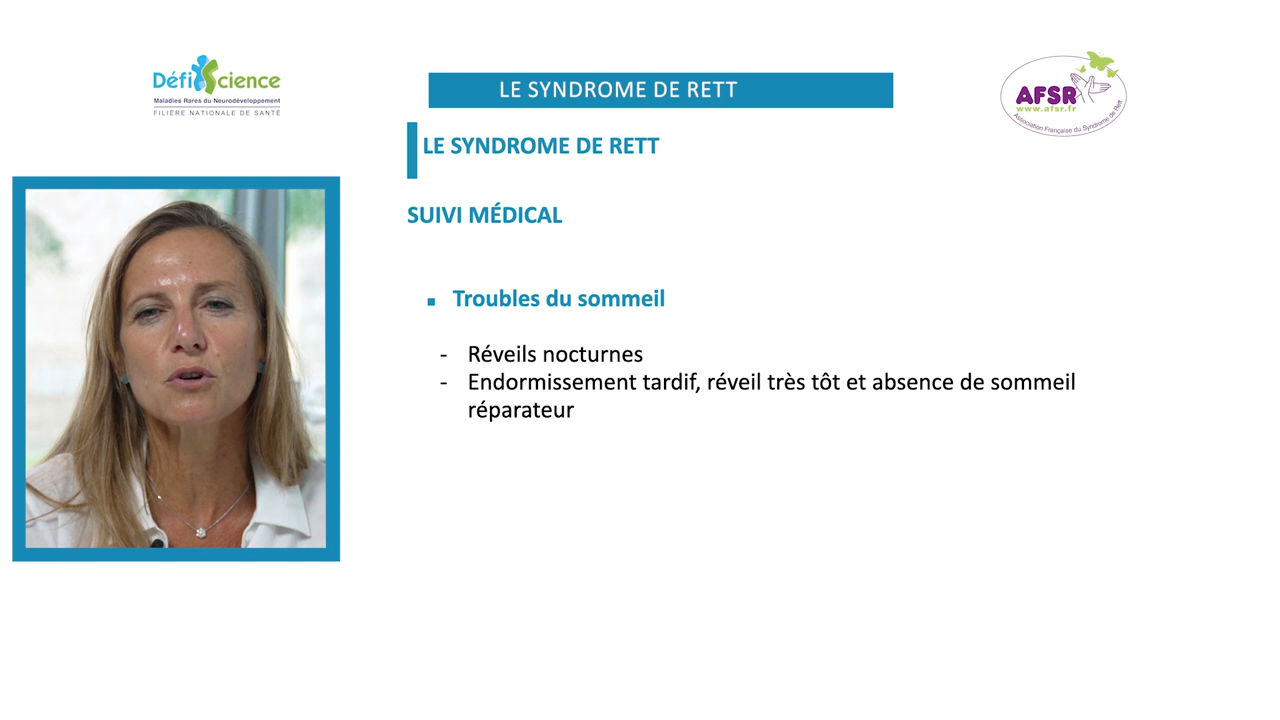 DéfiScience
Maladies Rares du Neurodéveloppement
FILIÈRE NATIONALE DE SANTÉ
LE SYNDROME DE RETT
AFSR
www.afsr.fr
Association Française du Syndrome de Rett
LE SYNDROME DE RETT
SUIVI MÉDICAL
▪ Troubles du sommeil
- Réveils nocturnes
- Endormissement tardif, réveil très tôt et absence de sommeil
réparateur